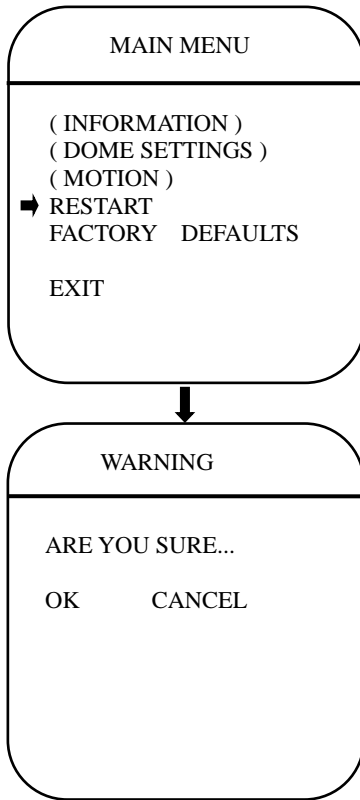 MAIN MENU
( INFORMATION )
( DOME SETTINGS )
( MOTION )
RESTART
FACTORY DEFAULTS
EXIT
WARNING
ARE YOU SURE...
OK CANCEL